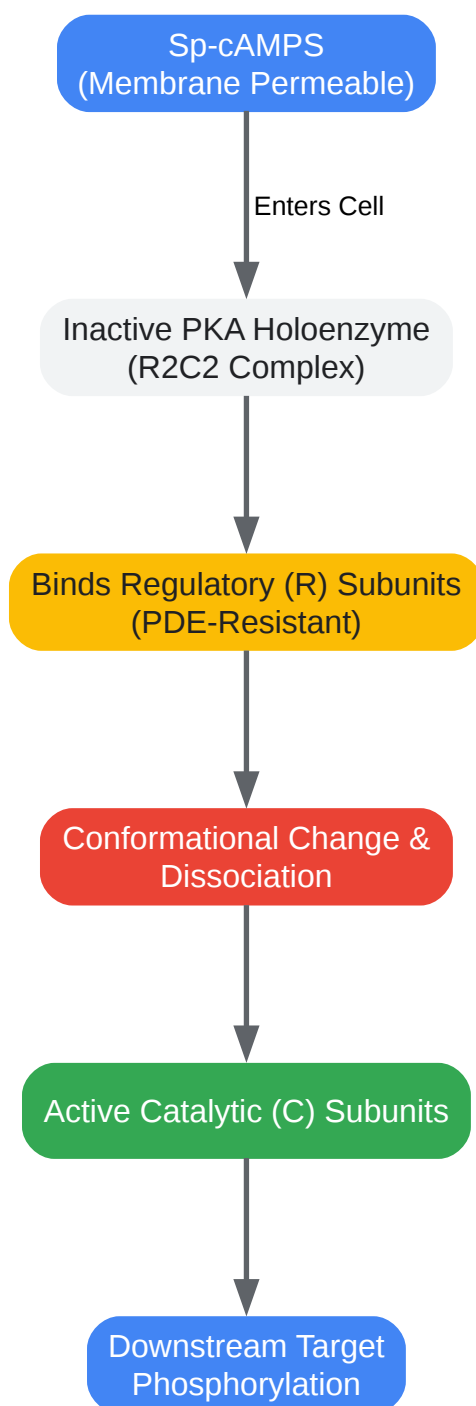 Sp-cAMPS
(Membrane Permeable)
Enters Cell
Inactive PKA Holoenzyme
(R2C2 Complex)
Binds Regulatory (R) Subunits
(PDE-Resistant)
Conformational Change &
Dissociation
Active Catalytic (C) Subunits
Downstream Target
Phosphorylation